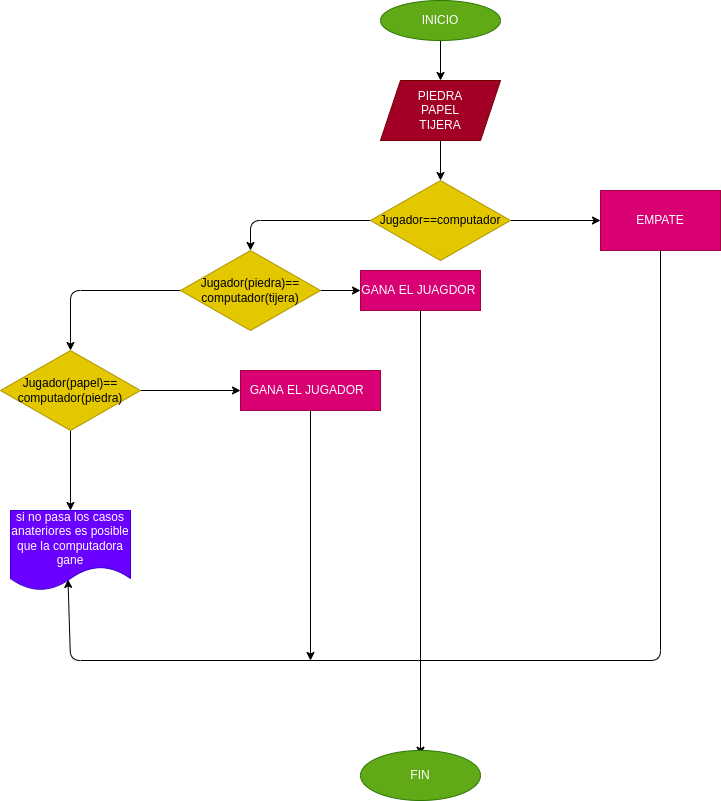 INICIO
PIEDRA
PAPEL
TIJERA
Jugador==computador
EMPATE
Jugador(piedra)==
computador(tijera)
GANA EL JUAGDOR
Jugador(papel)==
computador(piedra)
GANA EL JUGADOR
si no pasa los casos
anateriores es posible
que la computadora
gane
FIN